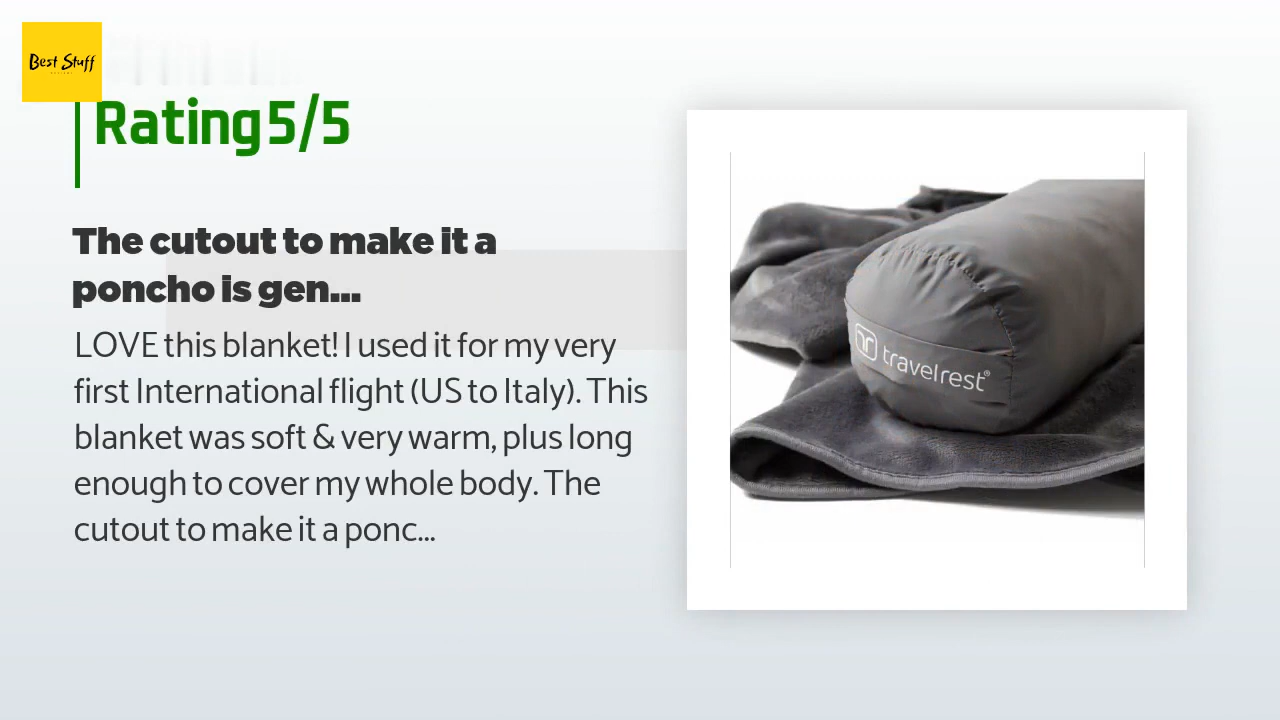 Best Stuff
Rating 5/5
The cutout to make it a
poncho is gen...
LOVE this blanket! I used it for my very
first International flight (US to Italy). This
blanket was soft & very warm, plus long
enough to cover my whole body. The
cutout to make it a ponc...
travelrest®